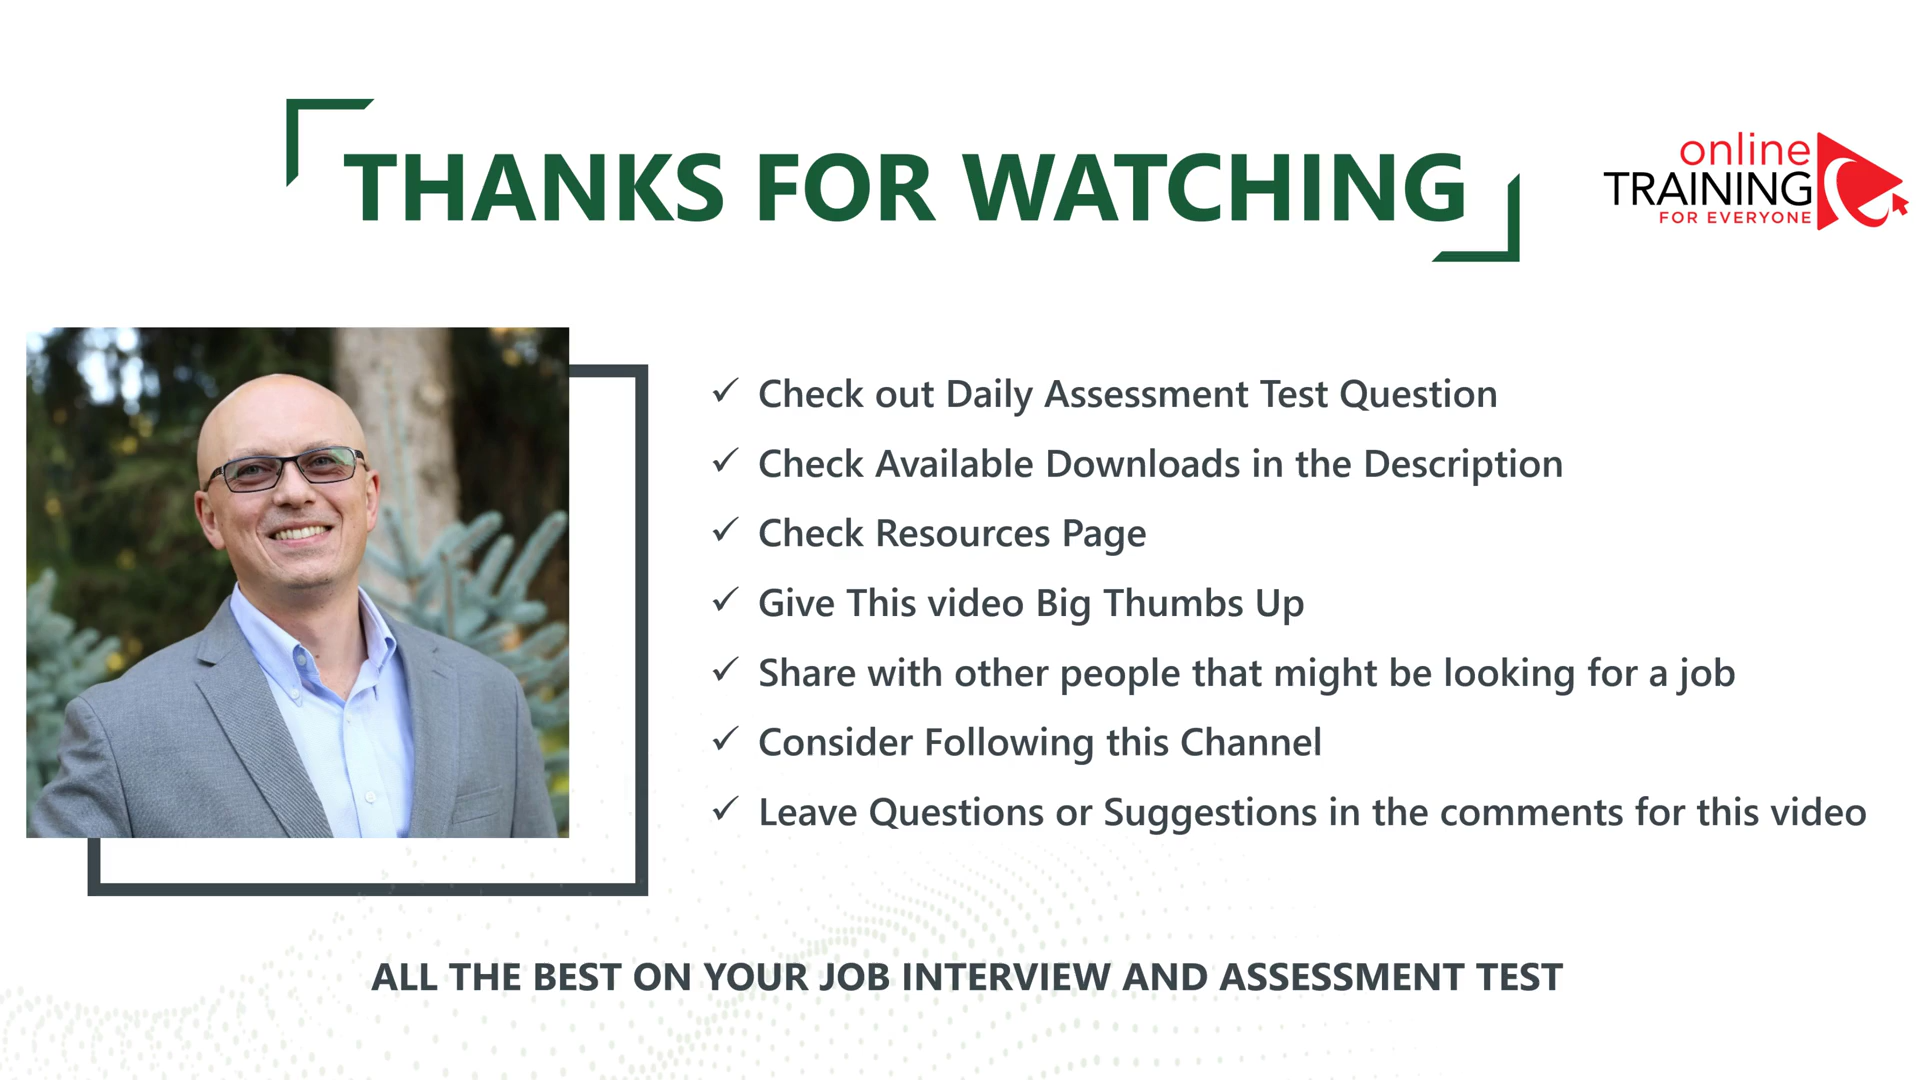 THANKS FOR WATCHING
online
TRAINING
FOR EVERYONE
Check out Daily Assessment Test Question
Check Available Downloads in the Description
Check Resources Page
Give This video Big Thumbs Up
Share with other people that might be looking for a job
Consider Following this Channel
Leave Questions or Suggestions in the comments for this video
ALL THE BEST ON YOUR JOB INTERVIEW AND ASSESSMENT TEST